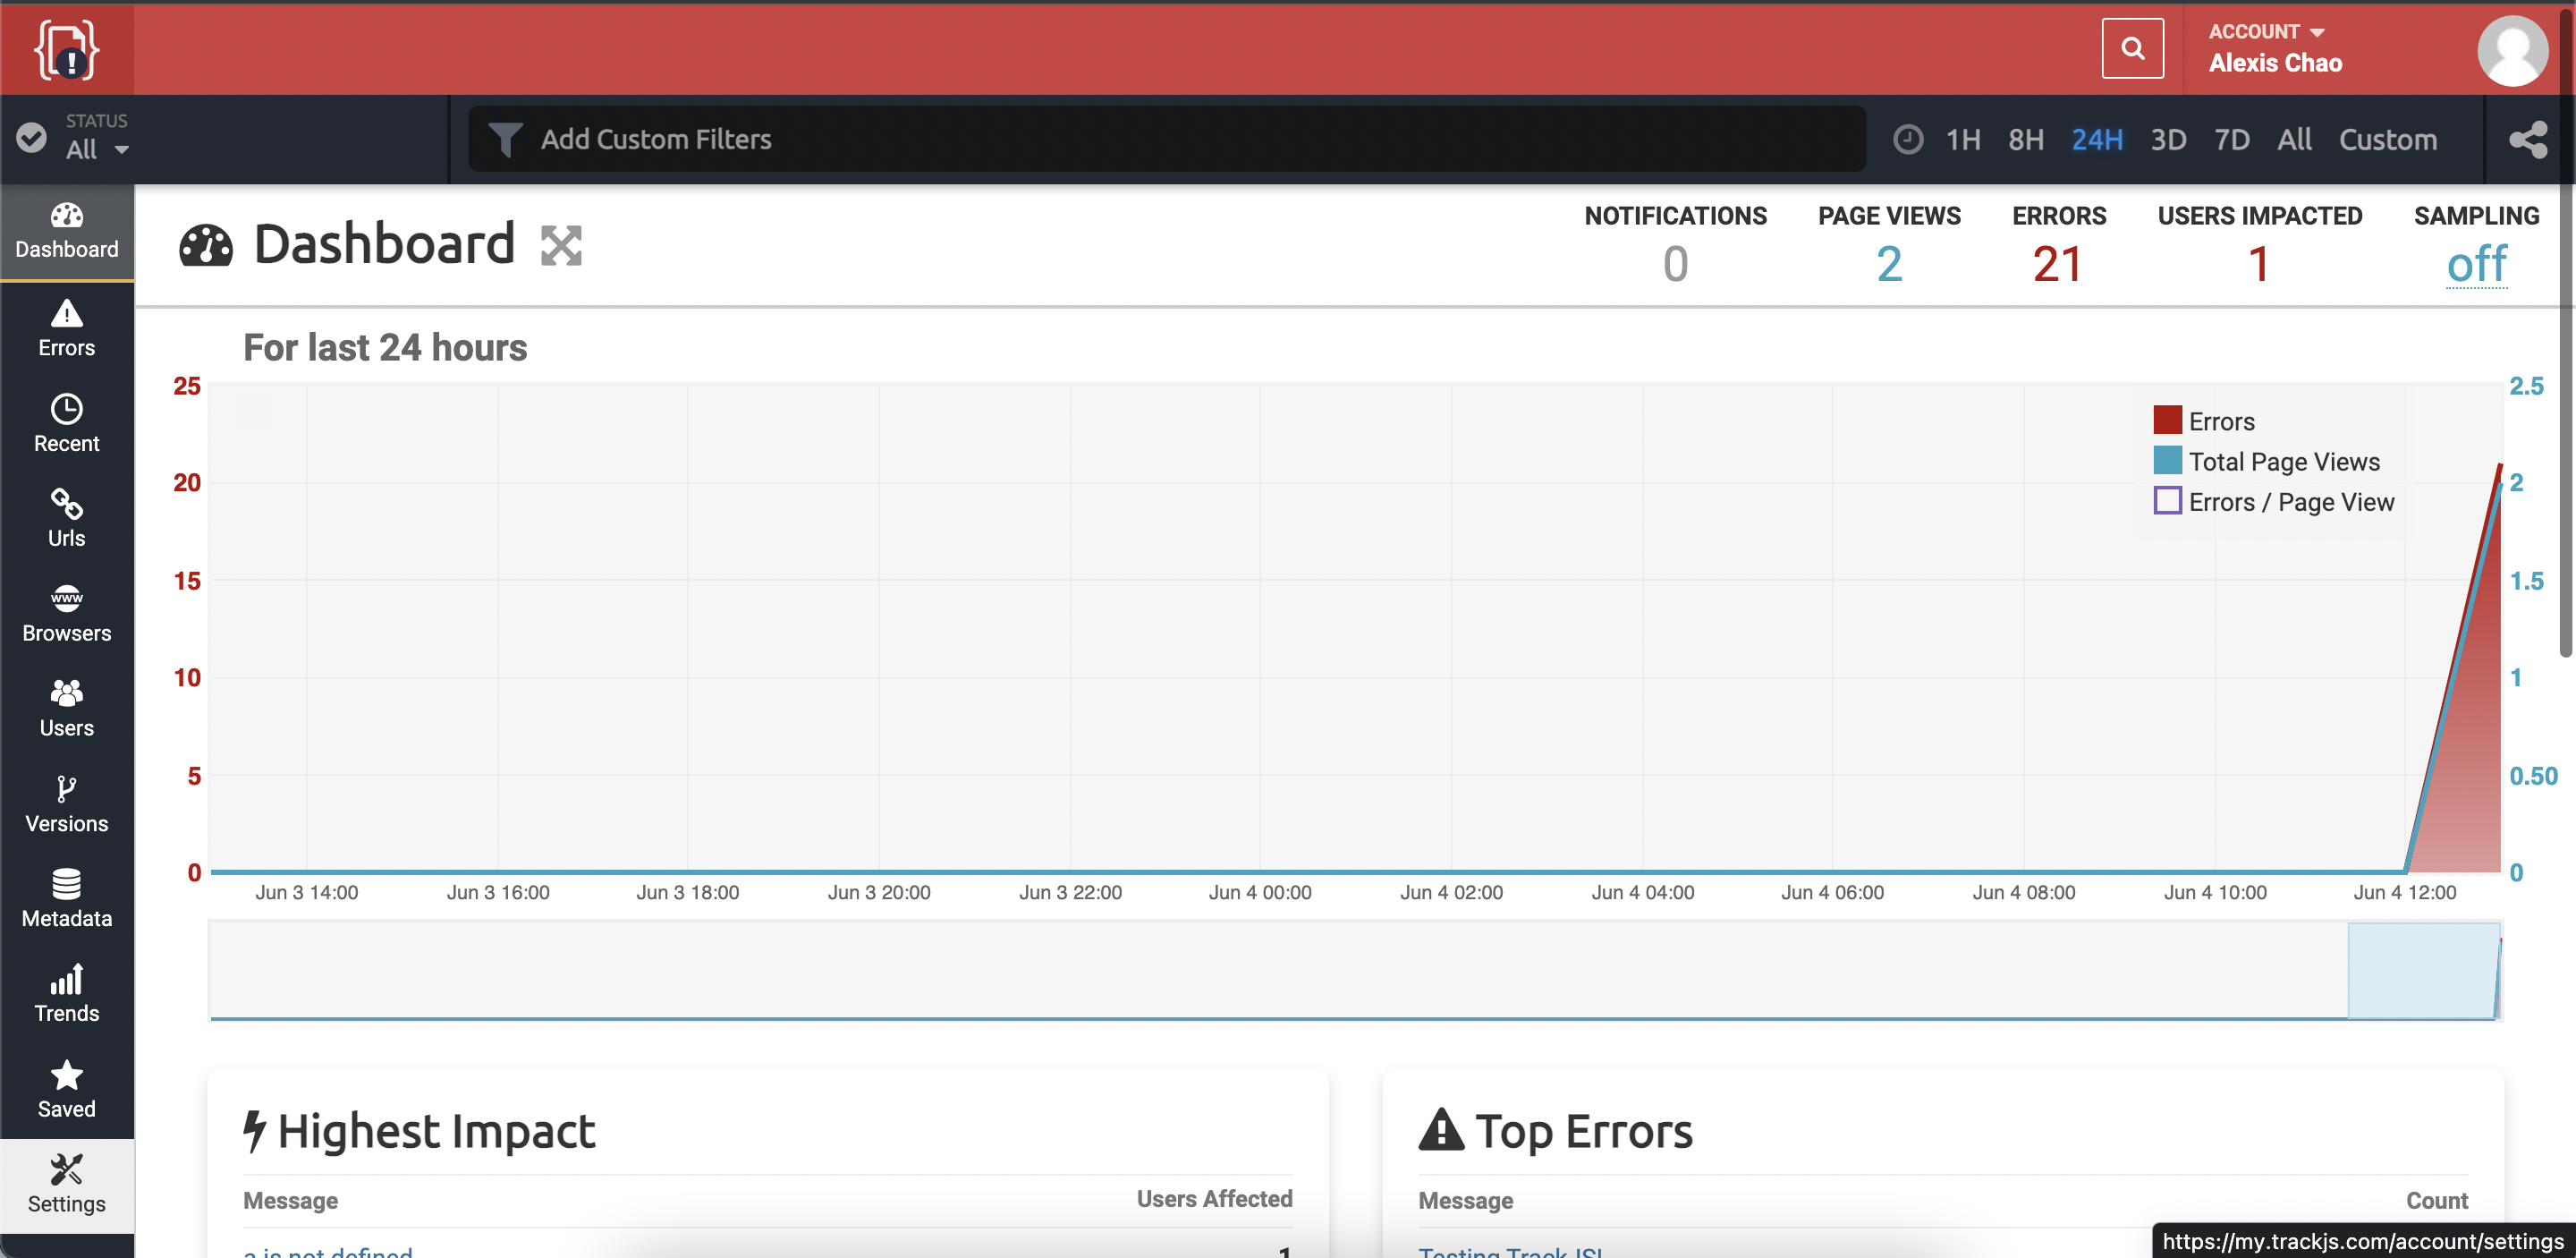 ACCOUNT
Alexis Chao
STATUS
All
Add Custom Filters
1H 8H 24H 3D 7D All Custom
Dashboard
Errors
Recent
Urls
www
Browsers
Users
Versions
Metadata
Trends
Saved
Settings
Dashboard
NOTIFICATIONS
0
PAGE VIEWS
2
ERRORS
21
USERS IMPACTED
1
SAMPLING
off
For last 24 hours
25
20
15
10
5
0
2.5
2
1.5
1
0.50
0
Errors
Total Page Views
Errors / Page View
Jun 3 14:00 Jun 3 16:00 Jun 3 18:00 Jun 3 20:00 Jun 3 22:00 Jun 4 00:00 Jun 4 02:00 Jun 4 04:00 Jun 4 06:00 Jun 4 08:00 Jun 4 10:00 Jun 4 12:00
Highest Impact
Message Users Affected
a is not defined 1
Top Errors
Message Count
Testing TrackJS!
https://my.trackjs.com/account/settings